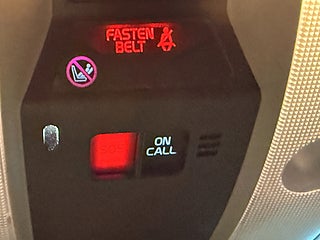 FASTEN
BELT
SOS
ON
CALL